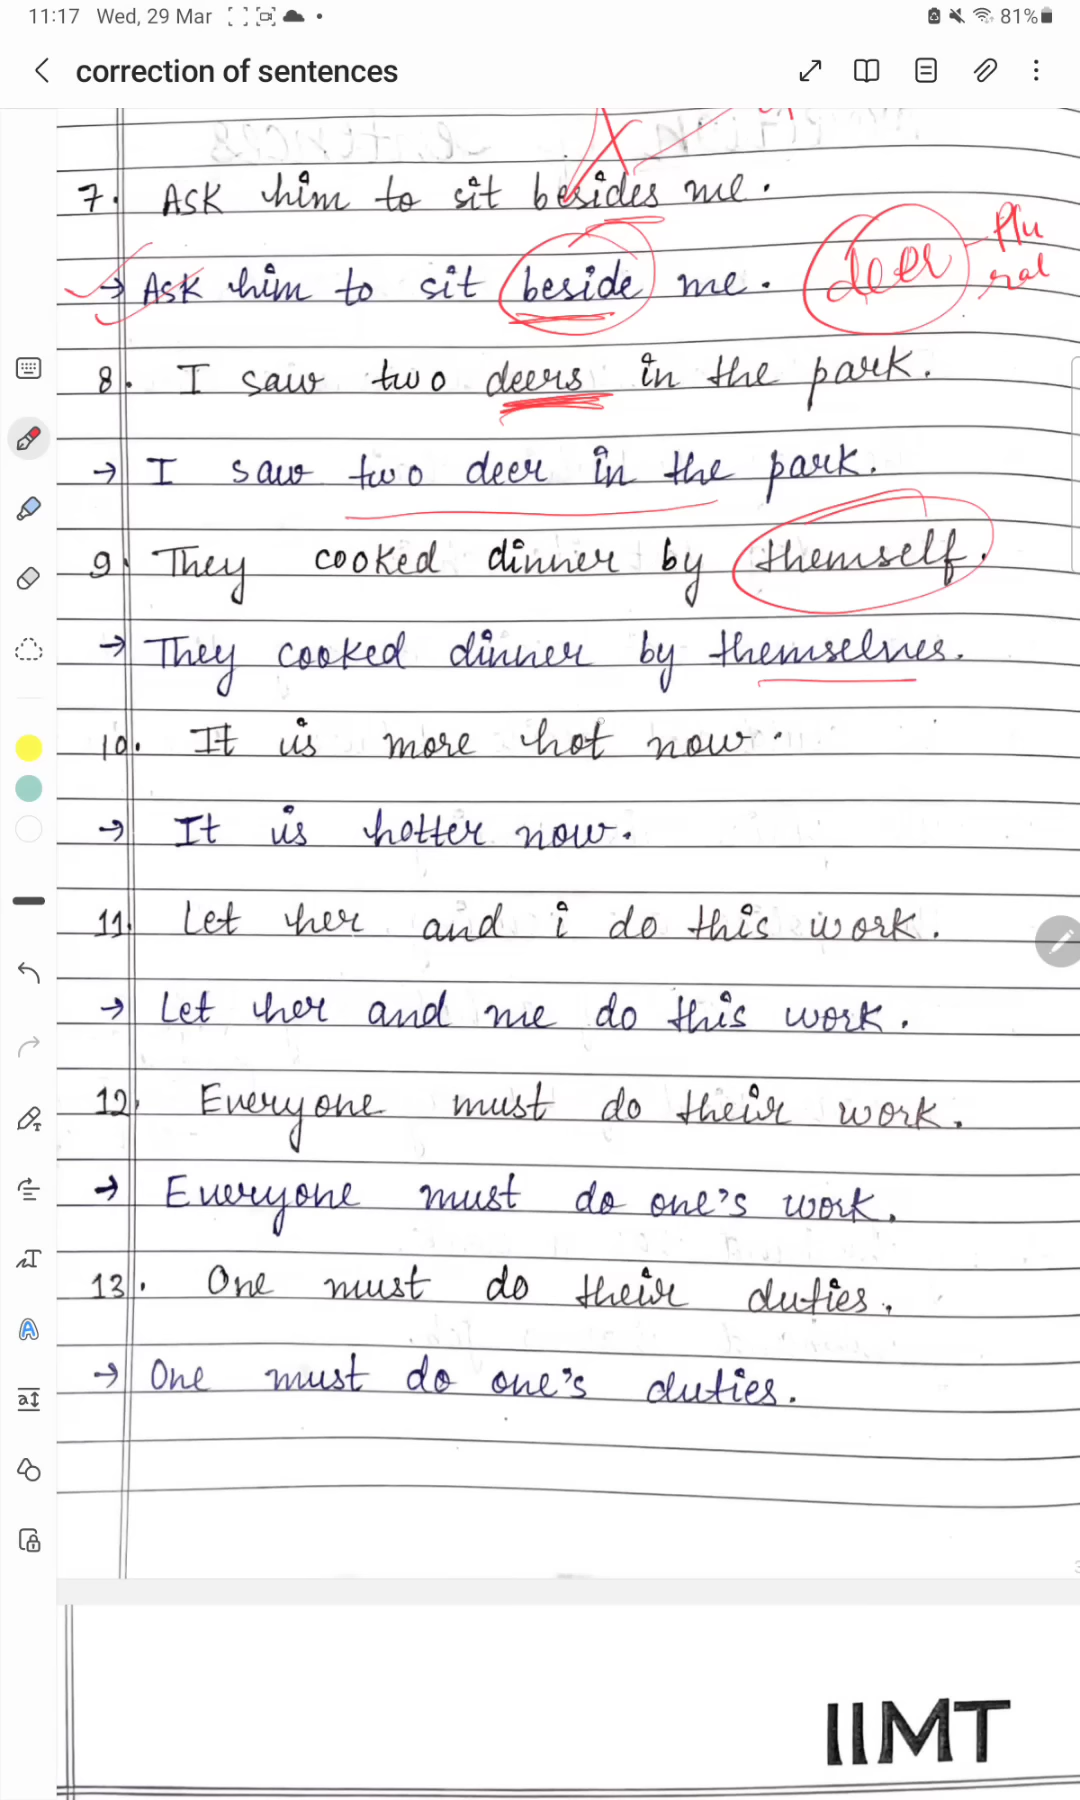 11:17 Wed, 29 Mar
81%
correction of sentences
7. Ask him to sit besides me.
→ Ask him to sit beside me.
deer
Plu
ral
8. I saw two deers in the park.
→ I saw two deer in the park.
9. They cooked dinner by themself.
→ They cooked dinner by themselves.
10. It is more hot now.
→ It is hotter now.
11. Let her and i do this work.
→ Let her and me do this work.
12. Everyone must do their work.
→ Everyone must do one's work.
13. One must do their duties.
→ One must do one's duties.
IIMT